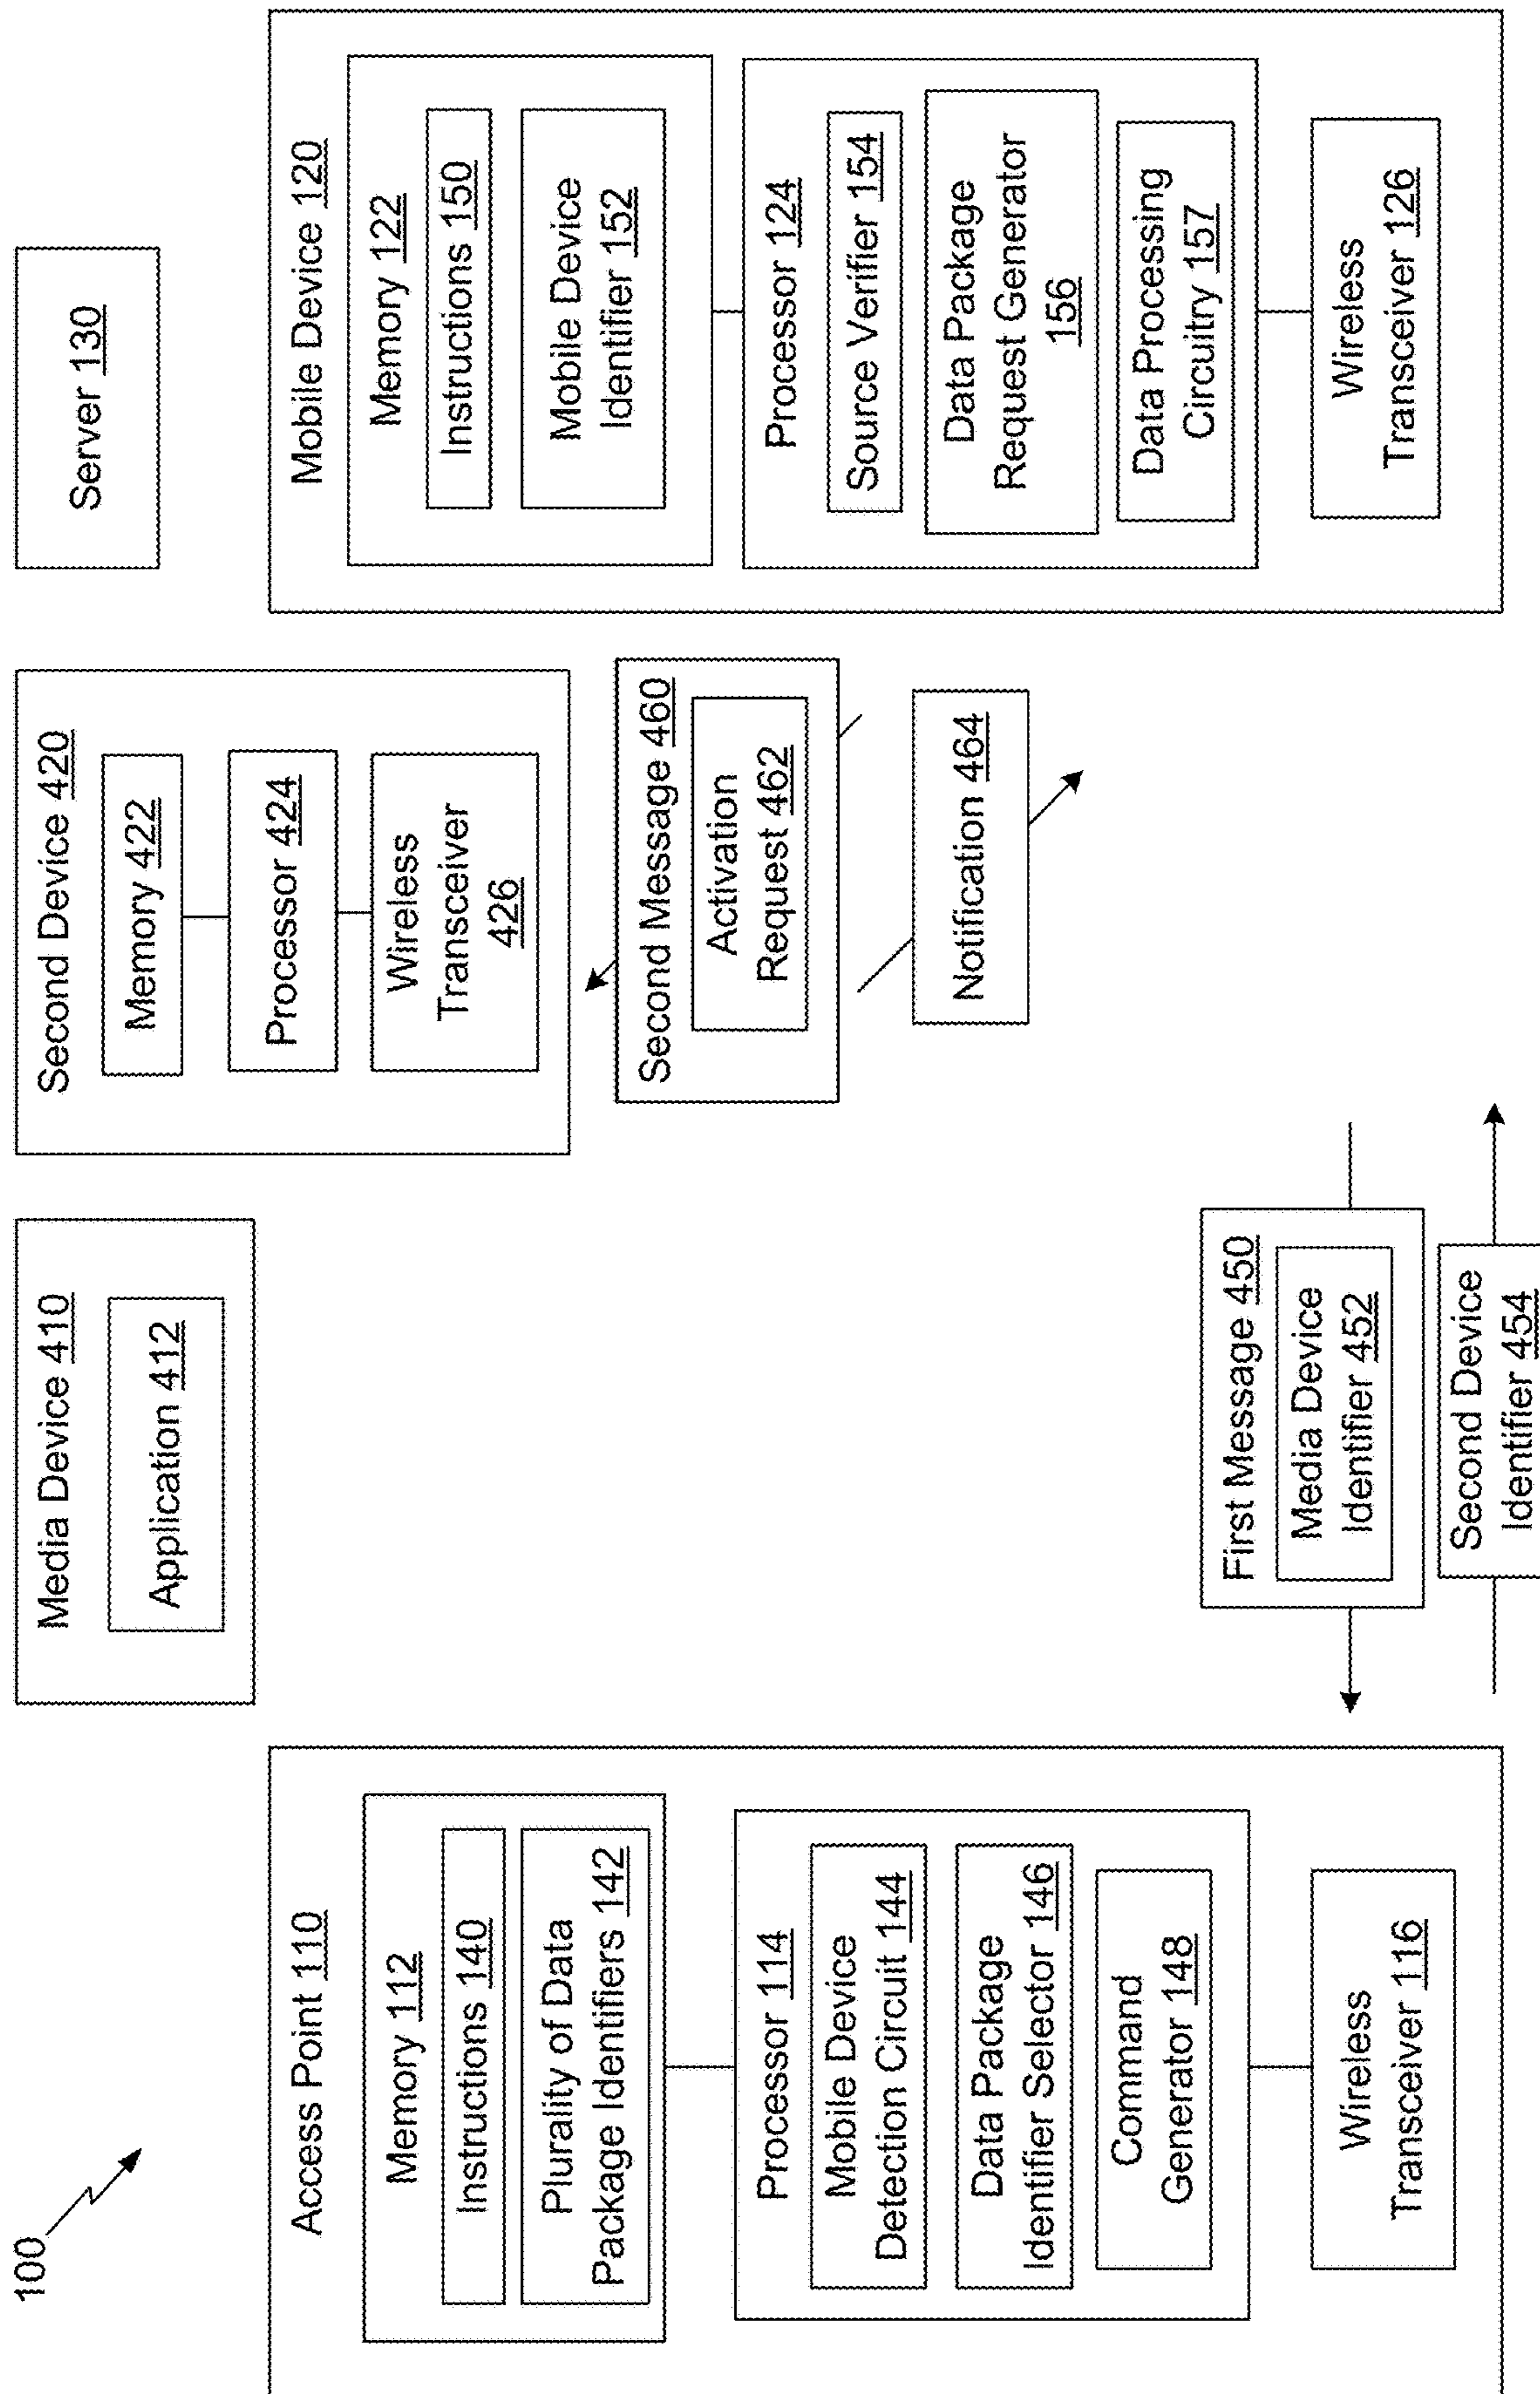 100
Access Point 110
Memory 112
Instructions 140
Plurality of Data
Package Identifiers 142
Processor 114
Mobile Device
Detection Circuit 144
Data Package
Identifier Selector 146
Command
Generator 148
Wireless
Transceiver 116
Media Device 410
Application 412
First Message 450
Media Device
Identifier 452
Second Device
Identifier 454
Second Device 420
Memory 422
Processor 424
Wireless
Transceiver
426
Second Message 460
Activation
Request 462
Notification 464
Server 130
Mobile Device 120
Memory 122
Instructions 150
Mobile Device
Identifier 152
Processor 124
Source Verifier 154
Data Package
Request Generator
156
Data Processing
Circuitry 157
Wireless
Transceiver 126